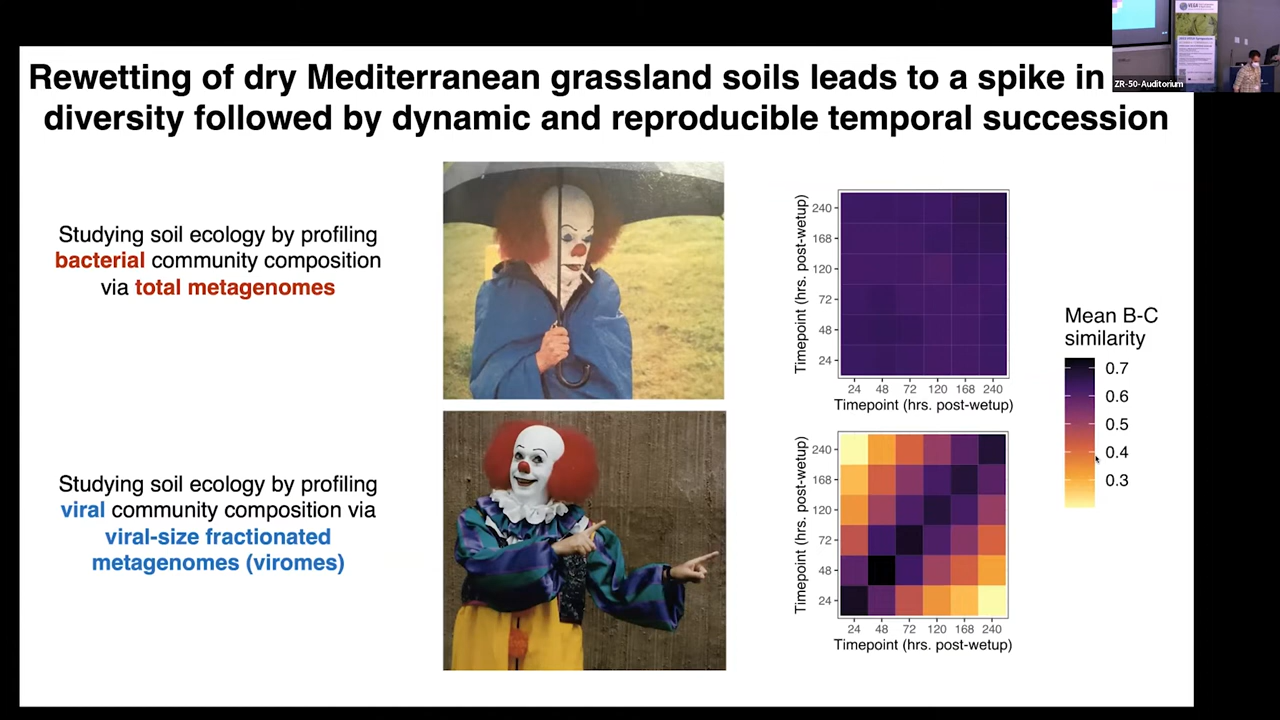 Rewetting of dry Mediterranean grassland soils leads to a spike in
diversity followed by dynamic and reproducible temporal succession
ZR-50-Auditorium
Studying soil ecology by profiling
bacterial community composition
via total metagenomes
Timepoint (hrs. post-wetup)
240
168
120
72
48
24
24 48 72 120 168 240
Timepoint (hrs. post-wetup)
Mean B-C
similarity
0.7
0.6
0.5
0.4
0.3
Studying soil ecology by profiling
viral community composition via
viral-size fractionated
metagenomes (viromes)
Timepoint (hrs. post-wetup)
240
168
120
72
48
24
24 48 72 120 168 240
Timepoint (hrs. post-wetup)